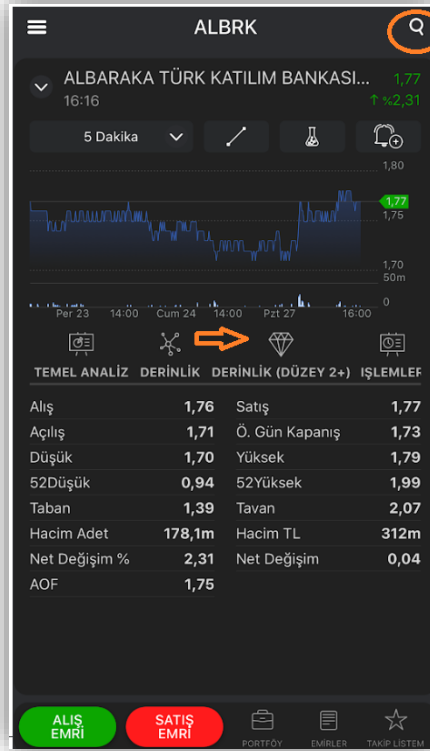 ALBRK
ALBARAKA TÜRK KATILIM BANKASI... 1,77
16:16 ↑ %2,31
5 Dakika
1,80
1,77
1,75
1,70
50m
0
Per 23 14:00 Cum 24 14:00 Pzt 27 16:00
TEMEL ANALİZ DERİNLİK DERİNLİK (DÜZEY 2+) İŞLEMLER
Alış 1,76 Satış 1,77
Açılış 1,71 Ö. Gün Kapanış 1,73
Düşük 1,70 Yüksek 1,79
52Düşük 0,94 52Yüksek 1,99
Taban 1,39 Tavan 2,07
Hacim Adet 178,1m Hacim TL 312m
Net Değişim % 2,31 Net Değişim 0,04
AOF 1,75
ALIŞ EMRİ SATIŞ EMRİ PORTFÖY EMİRLER TAKİP LİSTEM